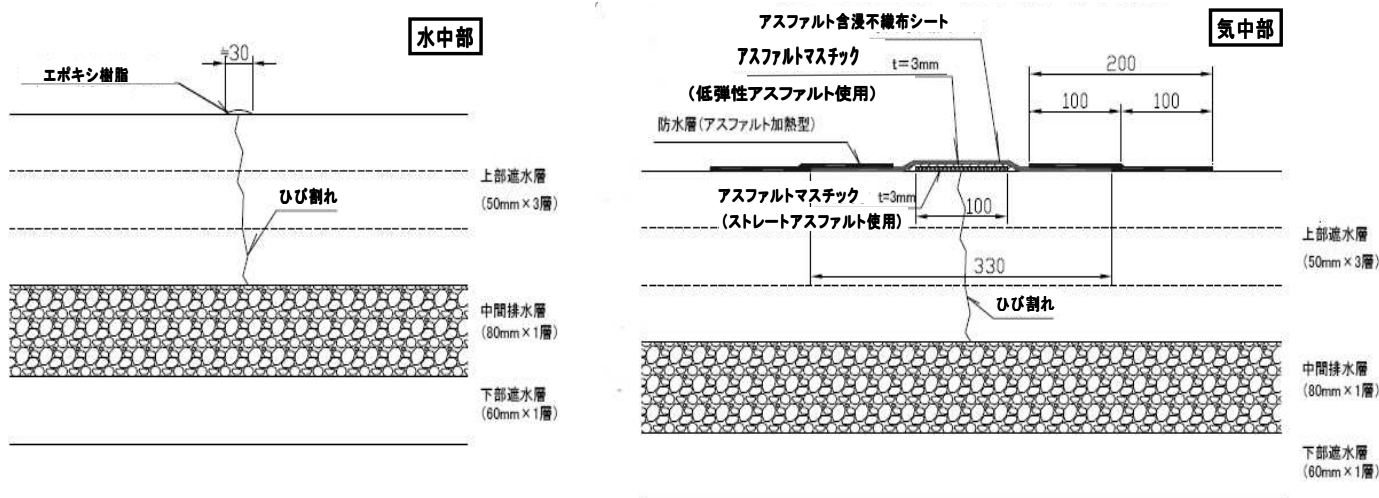 水中部
≒30
エポキシ樹脂
上部遮水層
(50mm×3層)
ひび割れ
中間排水層
(80mm×1層)
下部遮水層
(60mm×1層)
気中部
アスファルト含浸不織布シート
アスファルトマスチック t=3mm
(低弾性アスファルト使用)
200
100 100
防水層(アスファルト加熱型)
アスファルトマスチック t=3mm
(ストレートアスファルト使用)
100
上部遮水層
(50mm×3層)
330
ひび割れ
中間排水層
(80mm×1層)
下部遮水層
(60mm×1層)